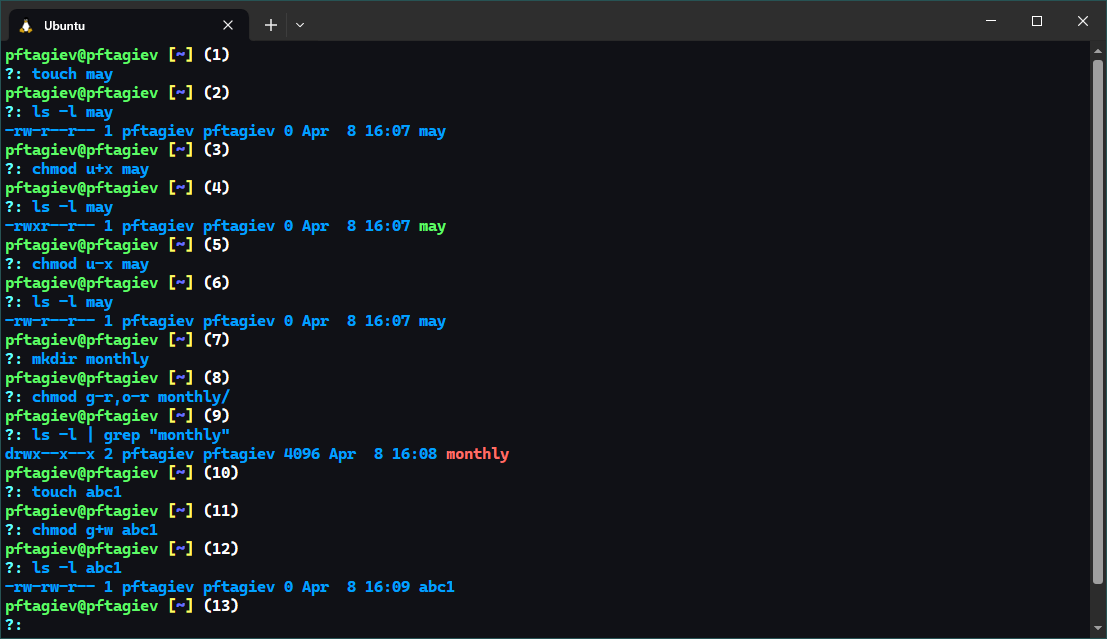 Ubuntu
pftagiev@pftagiev [~] (1)
?: touch may
pftagiev@pftagiev [~] (2)
?: ls -l may
-rw-r--r-- 1 pftagiev pftagiev 0 Apr  8 16:07 may
pftagiev@pftagiev [~] (3)
?: chmod u+x may
pftagiev@pftagiev [~] (4)
?: ls -l may
-rwxr--r-- 1 pftagiev pftagiev 0 Apr  8 16:07 may
pftagiev@pftagiev [~] (5)
?: chmod u-x may
pftagiev@pftagiev [~] (6)
?: ls -l may
-rw-r--r-- 1 pftagiev pftagiev 0 Apr  8 16:07 may
pftagiev@pftagiev [~] (7)
?: mkdir monthly
pftagiev@pftagiev [~] (8)
?: chmod g-r,o-r monthly/
pftagiev@pftagiev [~] (9)
?: ls -l | grep "monthly"
drwx--x--x 2 pftagiev pftagiev 4096 Apr  8 16:08 monthly
pftagiev@pftagiev [~] (10)
?: touch abc1
pftagiev@pftagiev [~] (11)
?: chmod g+w abc1
pftagiev@pftagiev [~] (12)
?: ls -l abc1
-rw-rw-r-- 1 pftagiev pftagiev 0 Apr  8 16:09 abc1
pftagiev@pftagiev [~] (13)
?: